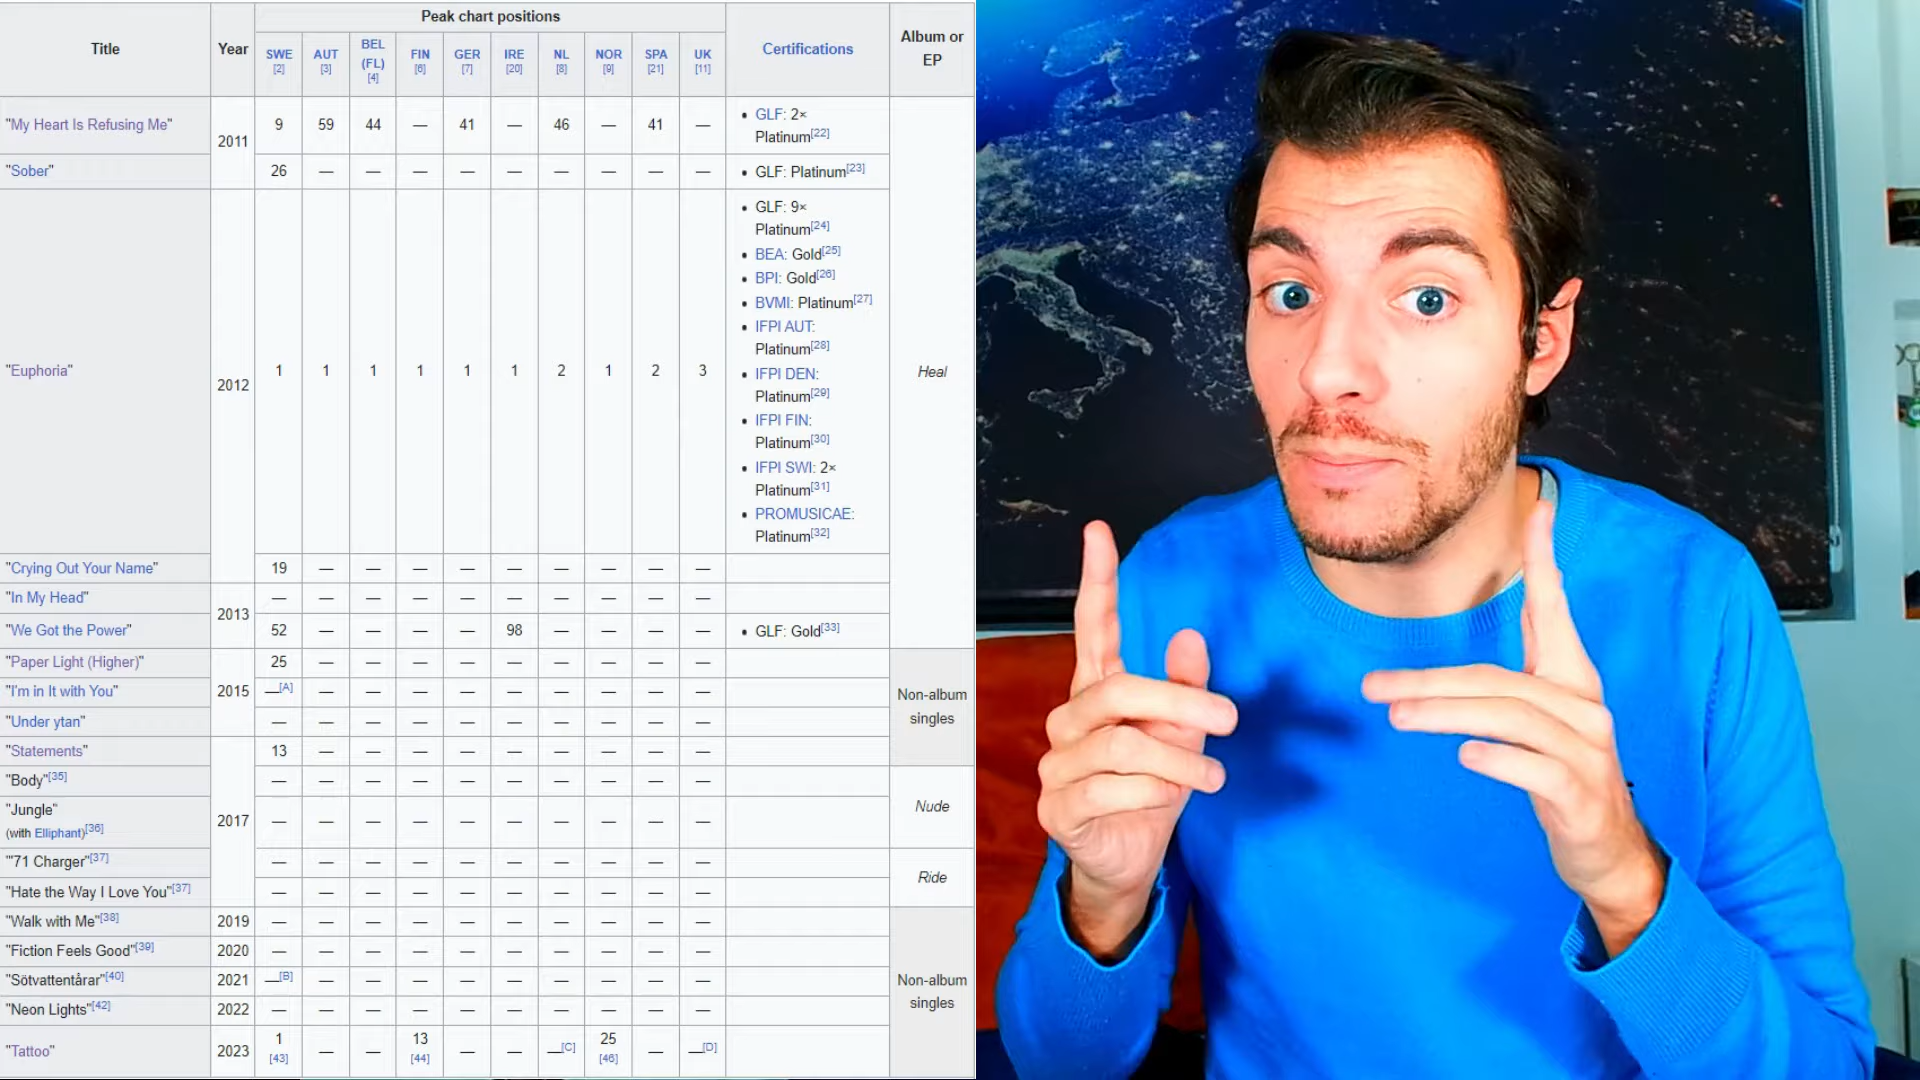 Title Year Peak chart positions Certifications Album or EP
SWE[2] AUT[3] BEL (FL)[4] FIN[6] GER[7] IRE[20] NL[8] NOR[9] SPA[21] UK[11]
"My Heart Is Refusing Me" 2011 9 59 44 — 41 — 46 — 41 — • GLF: 2× Platinum[22] Heal
"Sober" 26 — — — — — — — — — • GLF: Platinum[23]
"Euphoria" 2012 1 1 1 1 1 1 2 1 2 3 • GLF: 9× Platinum[24]
• BEA: Gold[25]
• BPI: Gold[26]
• BVMI: Platinum[27]
• IFPI AUT: Platinum[28]
• IFPI DEN: Platinum[29]
• IFPI FIN: Platinum[30]
• IFPI SWI: 2× Platinum[31]
• PROMUSICAE: Platinum[32]
"Crying Out Your Name" 19 — — — — — — — — —
"In My Head" 2013 — — — — — — — — — —
"We Got the Power" 52 — — — — 98 — — — — • GLF: Gold[33]
"Paper Light (Higher)" 2015 25 — — — — — — — — — Non-album singles
"I'm in It with You" —[A] — — — — — — — — —
"Under ytan" — — — — — — — — — —
"Statements" 2017 13 — — — — — — — — —
"Body"[35] — — — — — — — — — — Nude
"Jungle" (with Elliphant)[36] — — — — — — — — — —
"'71 Charger"[37] — — — — — — — — — — Ride
"Hate the Way I Love You"[37] — — — — — — — — — —
"Walk with Me"[38] 2019 — — — — — — — — — — Non-album singles
"Fiction Feels Good"[39] 2020 — — — — — — — — — —
"Sötvattentårar"[40] 2021 —[B] — — — — — — — — —
"Neon Lights"[42] 2022 — — — — — — — — — —
"Tattoo" 2023 1[43] — — 13[44] — — —[C] 25[46] — —[D]